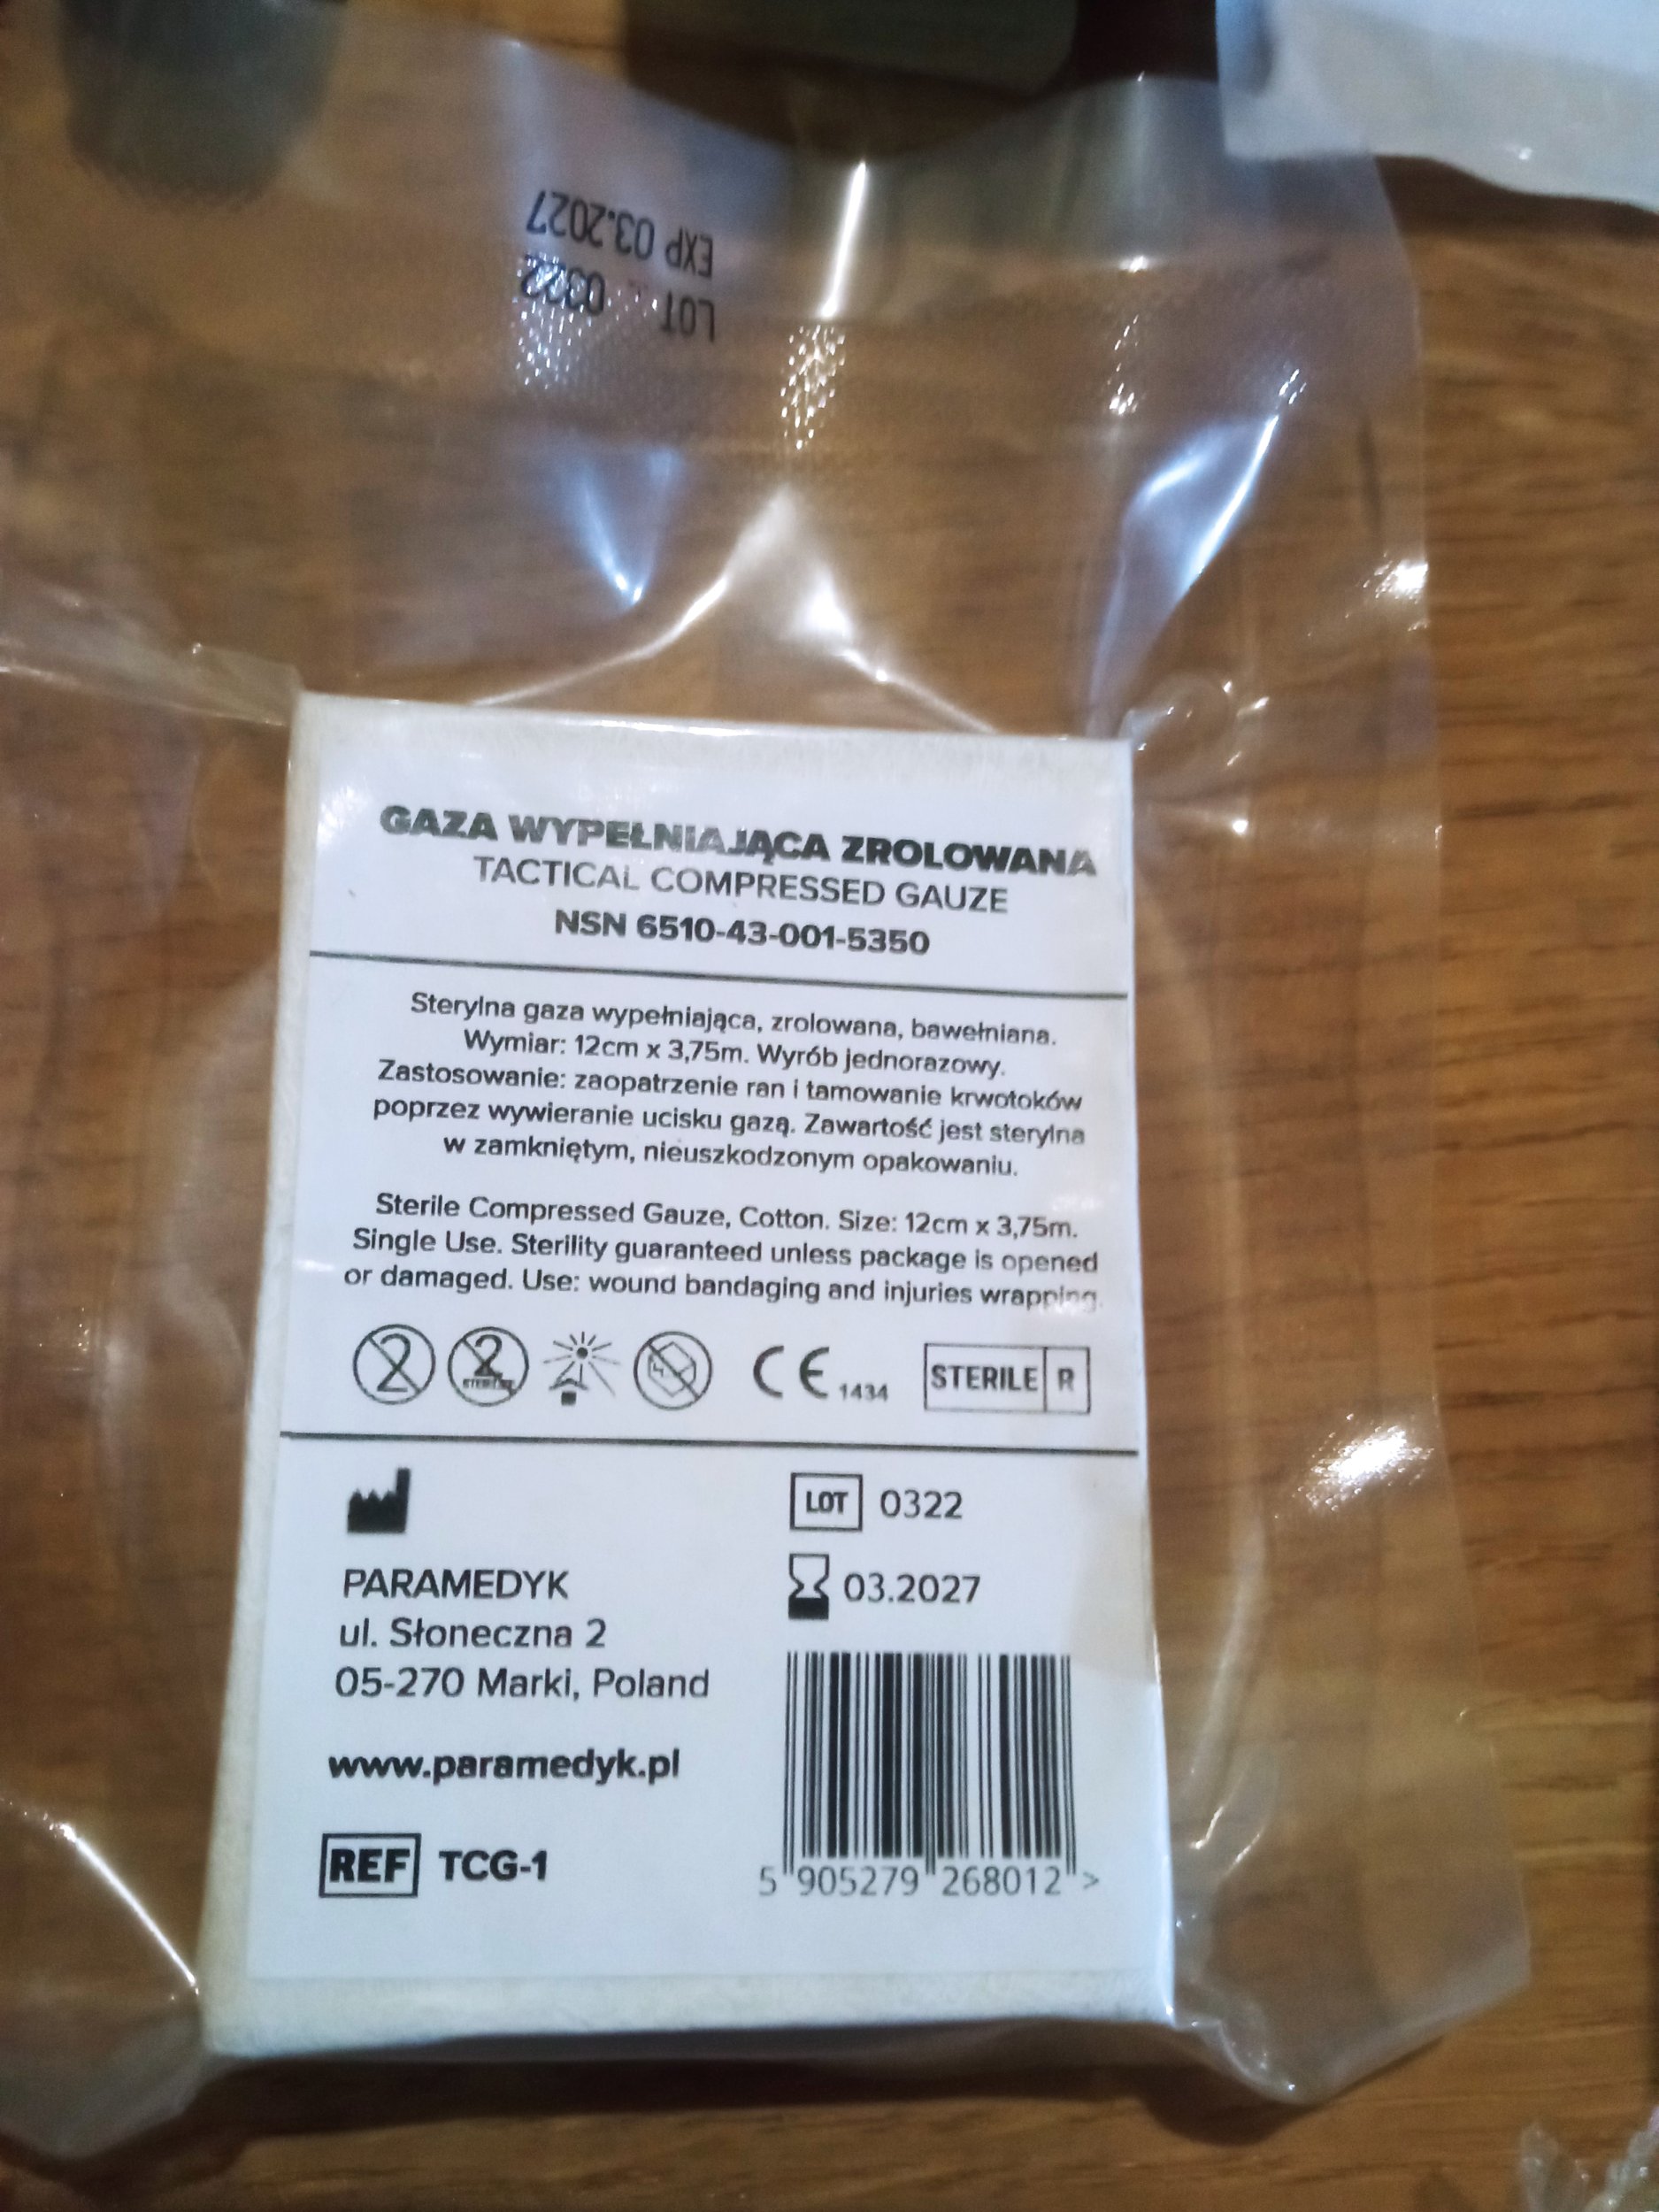 EXP 03.2027
LOT 0322
GAZA WYPEŁNIAJĄCA ZROLOWANA
TACTICAL COMPRESSED GAUZE
NSN 6510-43-001-5350
Sterylna gaza wypełniająca, zrolowana, bawełniana.
Wymiar: 12cm x 3,75m. Wyrób jednorazowy.
Zastosowanie: zaopatrzenie ran i tamowanie krwotoków
poprzez wywieranie ucisku gazą. Zawartość jest sterylna
w zamkniętym, nieuszkodzonym opakowaniu.
Sterile Compressed Gauze, Cotton. Size: 12cm x 3,75m.
Single Use. Sterility guaranteed unless package is opened
or damaged. Use: wound bandaging and injuries wrapping.
2 2 STERILIZE CE 1434 STERILE R
LOT 0322
03.2027
PARAMEDYK
ul. Słoneczna 2
05-270 Marki, Poland
www.paramedyk.pl
REF TCG-1
5 905279 268012 >